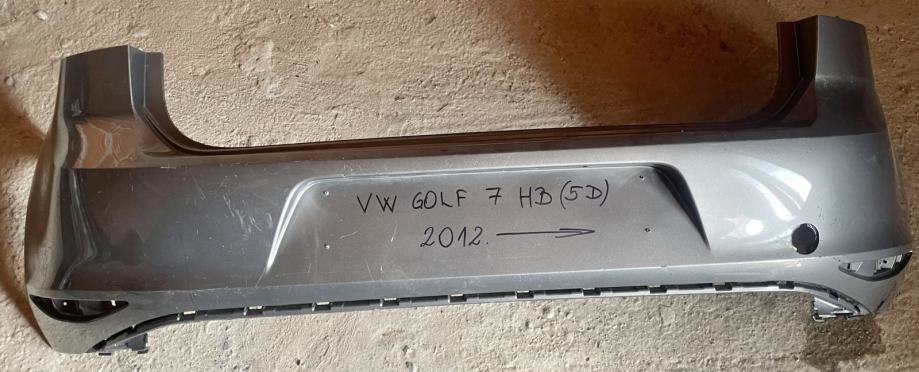 VW GOLF 7 HB (5D)
2012. →